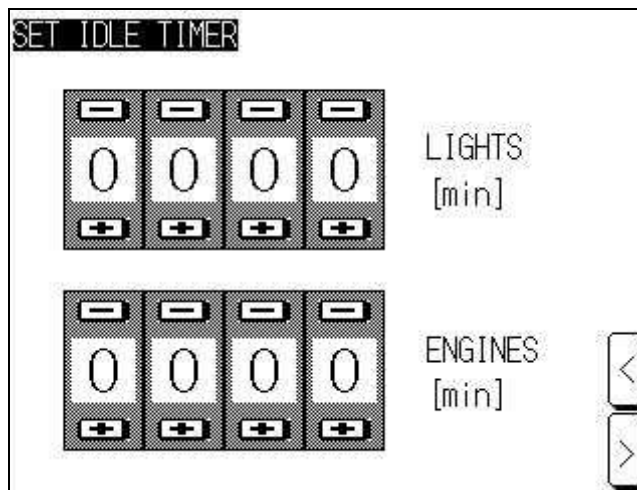 SET IDLE TIMER
- - - -
0 0 0 0
+ + + +
LIGHTS
[min]
- - - -
0 0 0 0
+ + + +
ENGINES
[min]
<
>